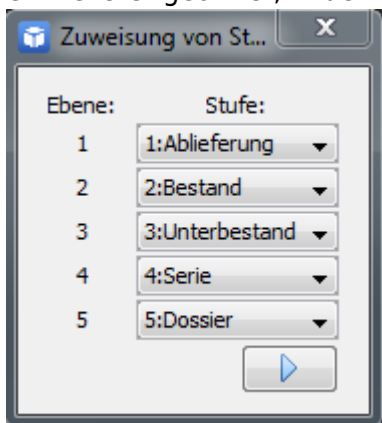 Zuweisung von St...
Ebene: Stufe:
1 1:Ablieferung
2 2:Bestand
3 3:Unterbestand
4 4:Serie
5 5:Dossier